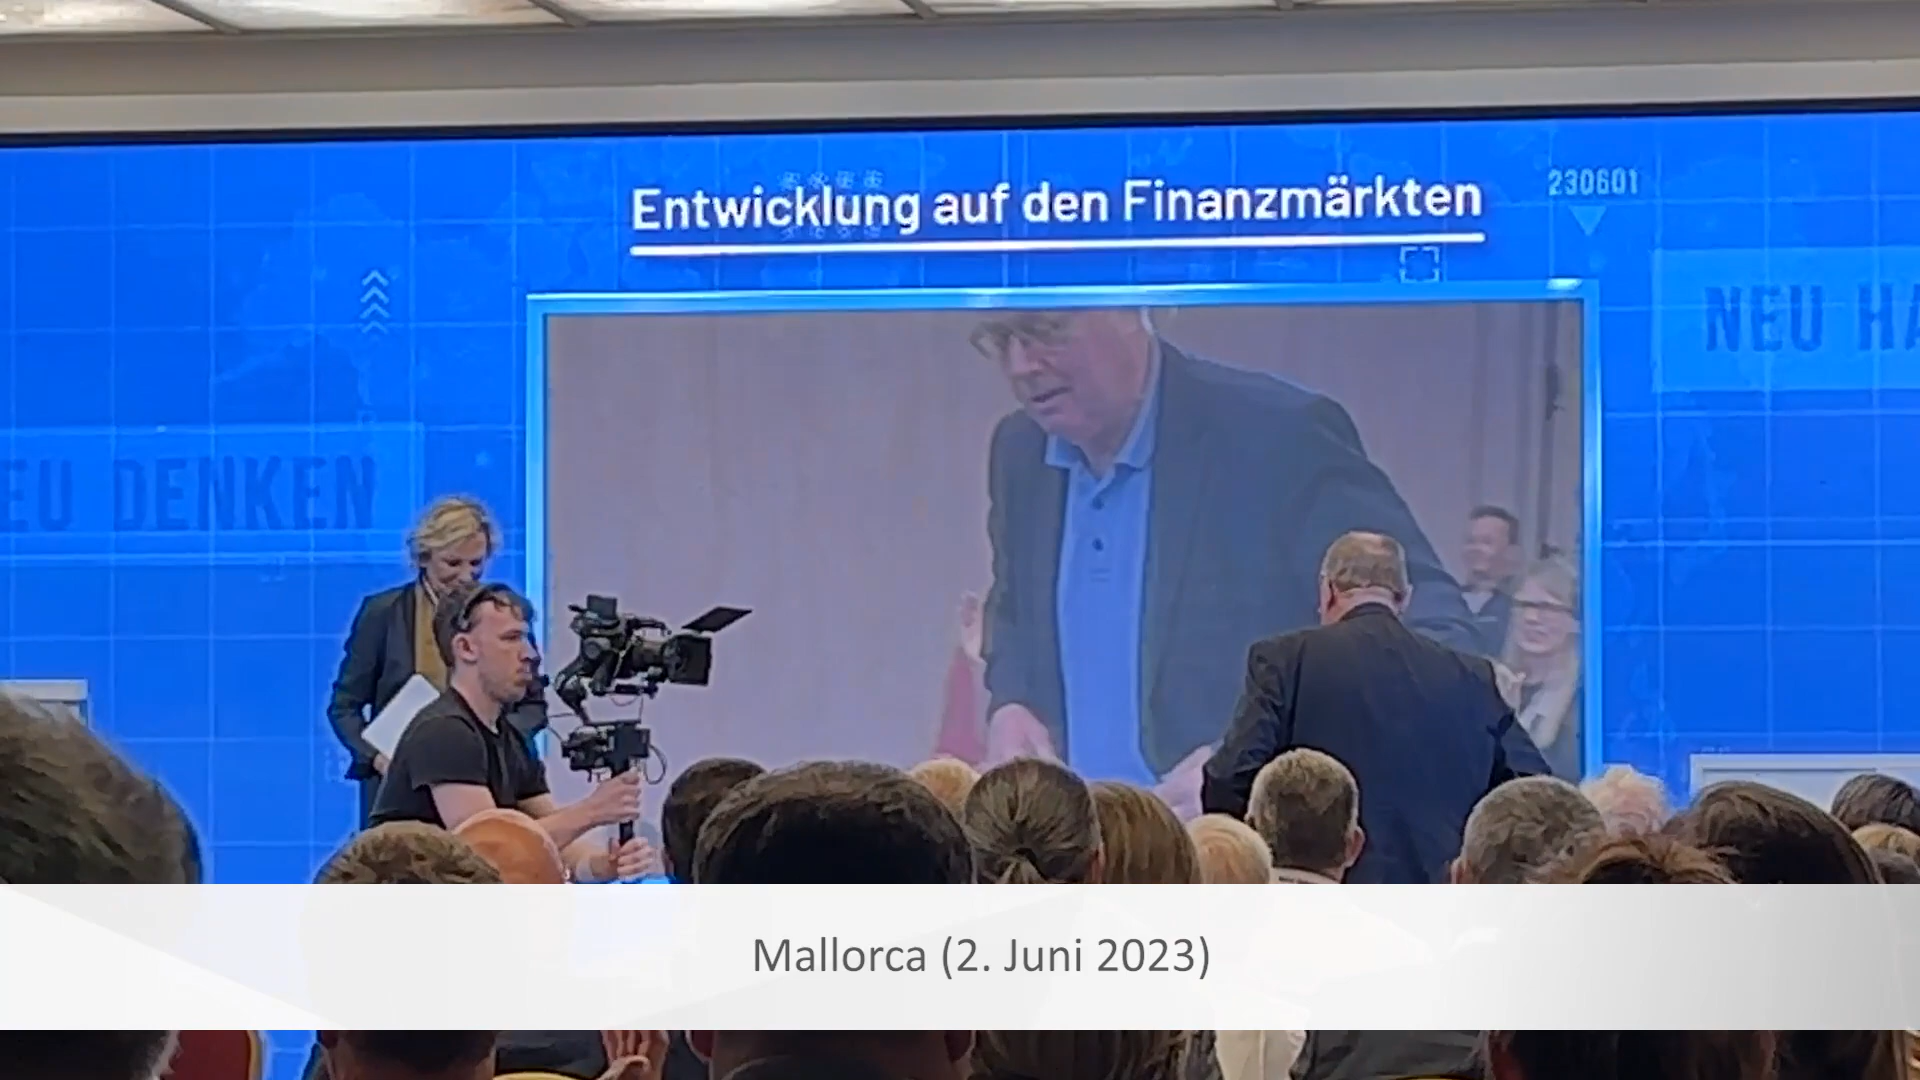 Entwicklung auf den Finanzmärkten
230601
NEU HA
EU DENKEN
Mallorca (2. Juni 2023)